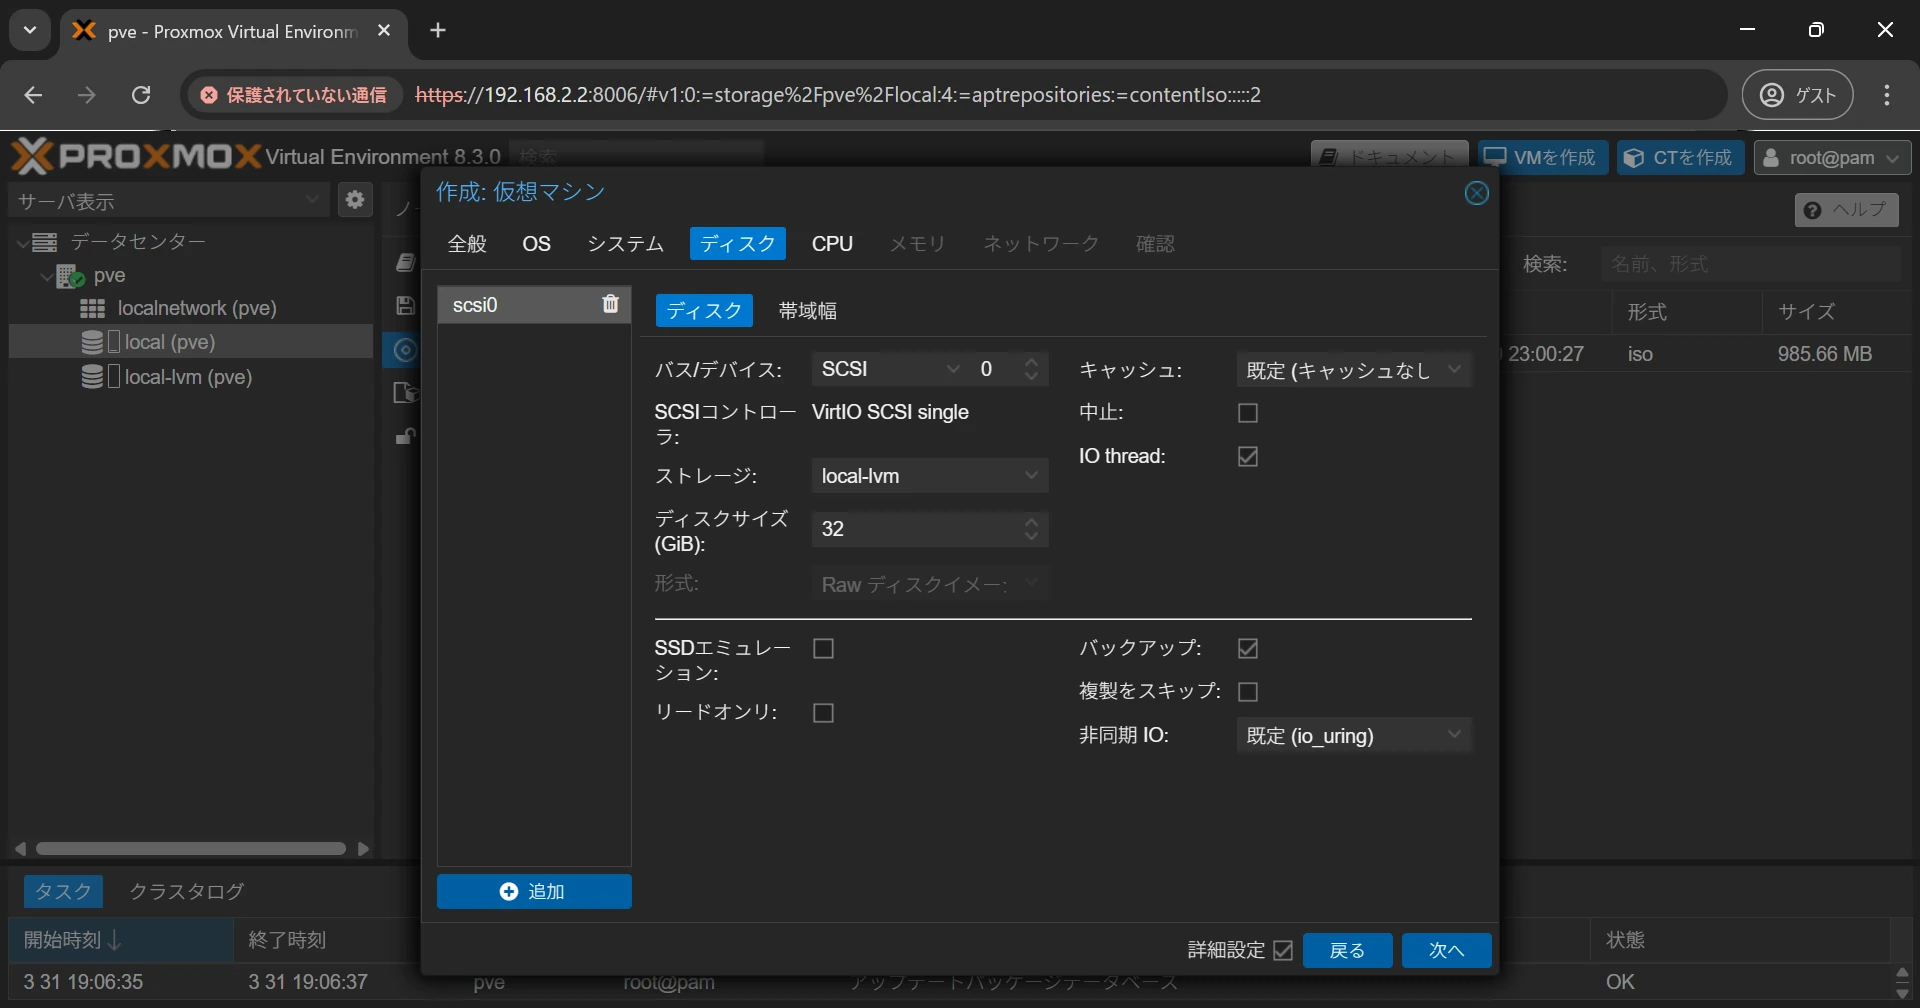 pve - Proxmox Virtual Environm
保護されていない通信
https://192.168.2.2:8006/#v1:0:=storage%2Fpve%2Flocal:4:=aptrepositories:=contentIso:::::2
ゲスト
PROXMOX Virtual Environment 8.3.0
検索
ドキュメント
VMを作成
CTを作成
root@pam
サーバ表示
ヘルプ
データセンター
pve
localnetwork (pve)
local (pve)
local-lvm (pve)
作成: 仮想マシン
全般 OS システム ディスク CPU メモリ ネットワーク 確認
検索:
名前、形式
形式
サイズ
23:00:27
iso
985.66 MB
scsi0
ディスク
帯域幅
バス/デバイス:
SCSI
0
SCSIコントロー
ラ:
VirtIO SCSI single
ストレージ:
local-lvm
ディスクサイズ
(GiB):
32
形式:
Raw ディスクイメー
キャッシュ:
既定 (キャッシュなし
中止:
IO thread:
SSDエミュレー
ション:
リードオンリ:
バックアップ:
複製をスキップ:
非同期 IO:
既定 (io_uring)
追加
詳細設定
戻る
次へ
タスク
クラスタログ
開始時刻
終了時刻
状態
3 31 19:06:35
3 31 19:06:37
pve
root@pam
アップデートパッケージデータベース
OK